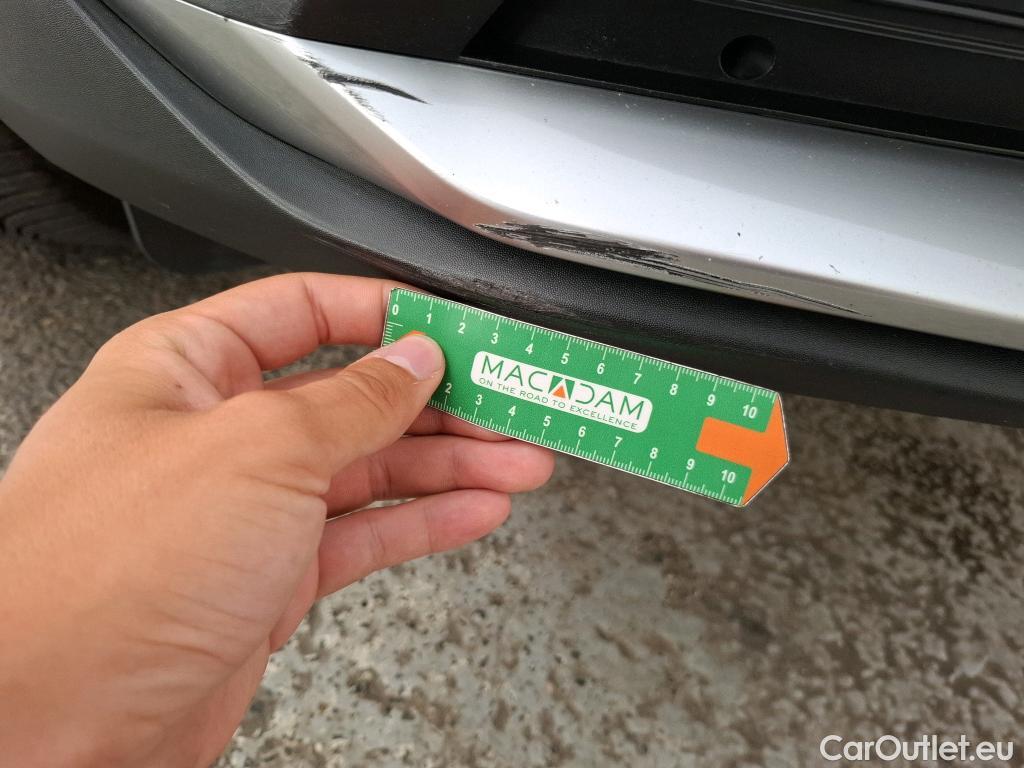 0 1 2 3 4 5 6 7 8 9 10
MACADAM
ON THE ROAD TO EXCELLENCE
2 3 4 5 6 7 8 9 10
CarOutlet.eu